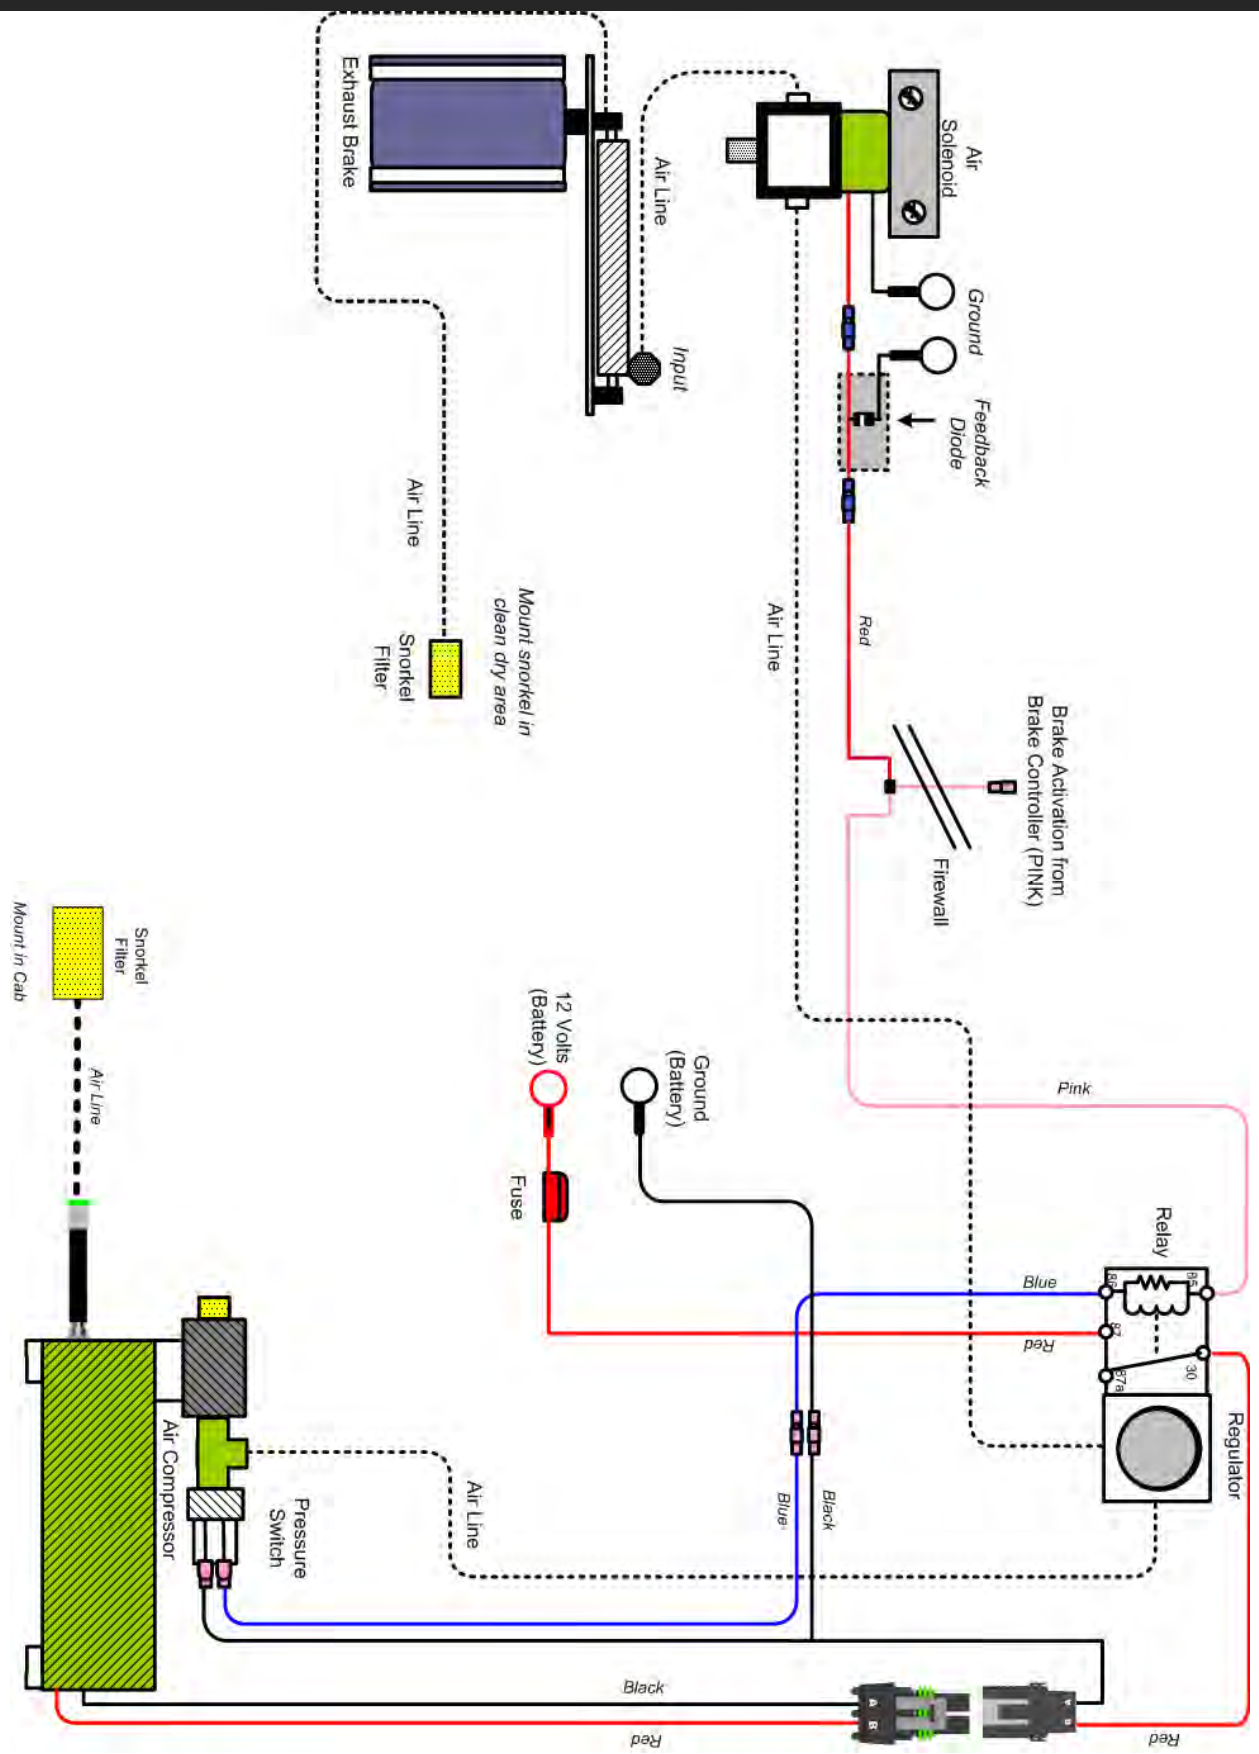 Exhaust Brake
Air Line
Air
Solenoid
Ground
Input
Feedback
Diode
Air Line
Mount snorkel in
clean dry area
Snorkel
Filter
Air Line
Red
Brake Activation from
Brake Controller (PINK)
Firewall
Snorkel
Filter
Mount in Cab
Air Line
12 Volts
(Battery)
Ground
(Battery)
Fuse
Pink
Relay
85
86
87
30
87a
Blue
Red
Regulator
Air Compressor
Pressure
Switch
Air Line
Blue
Black
Black
Red
A
B
A
B
Red